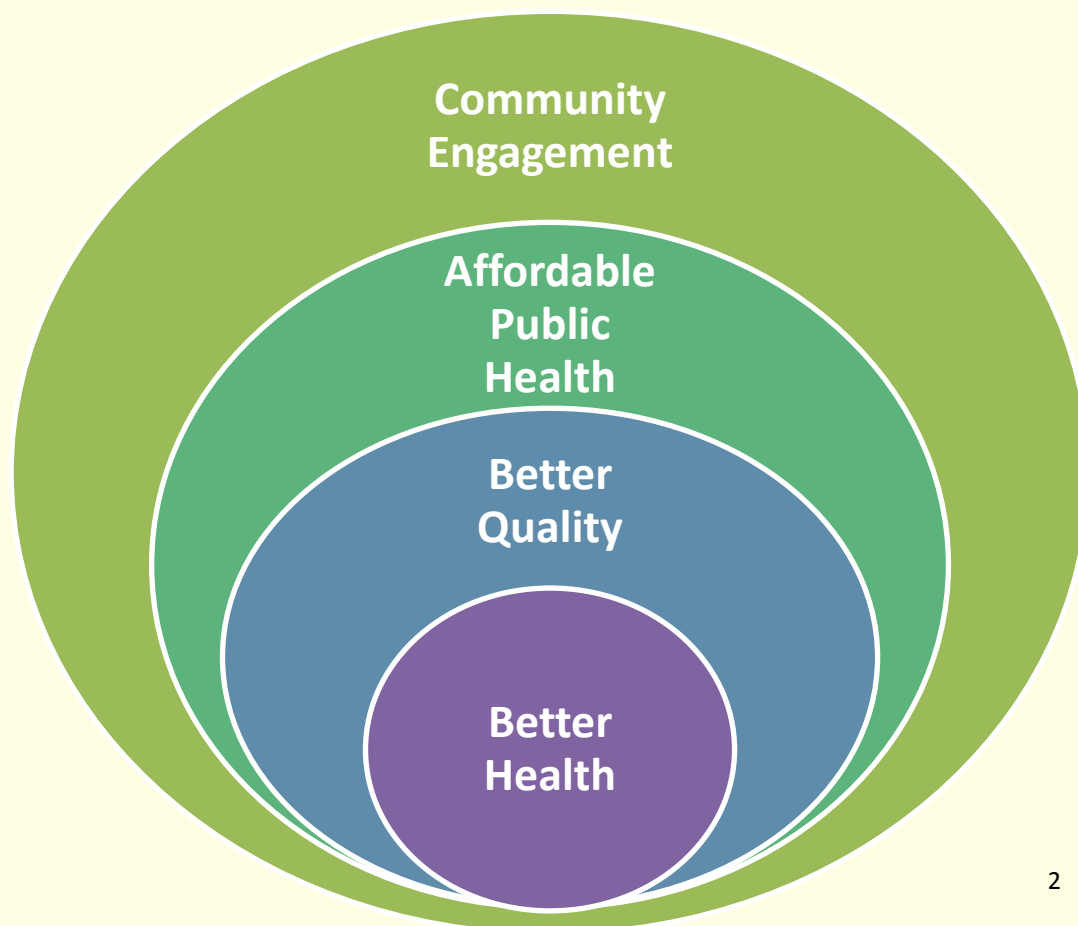 Community
Engagement
Affordable
Public
Health
Better
Quality
Better
Health
2